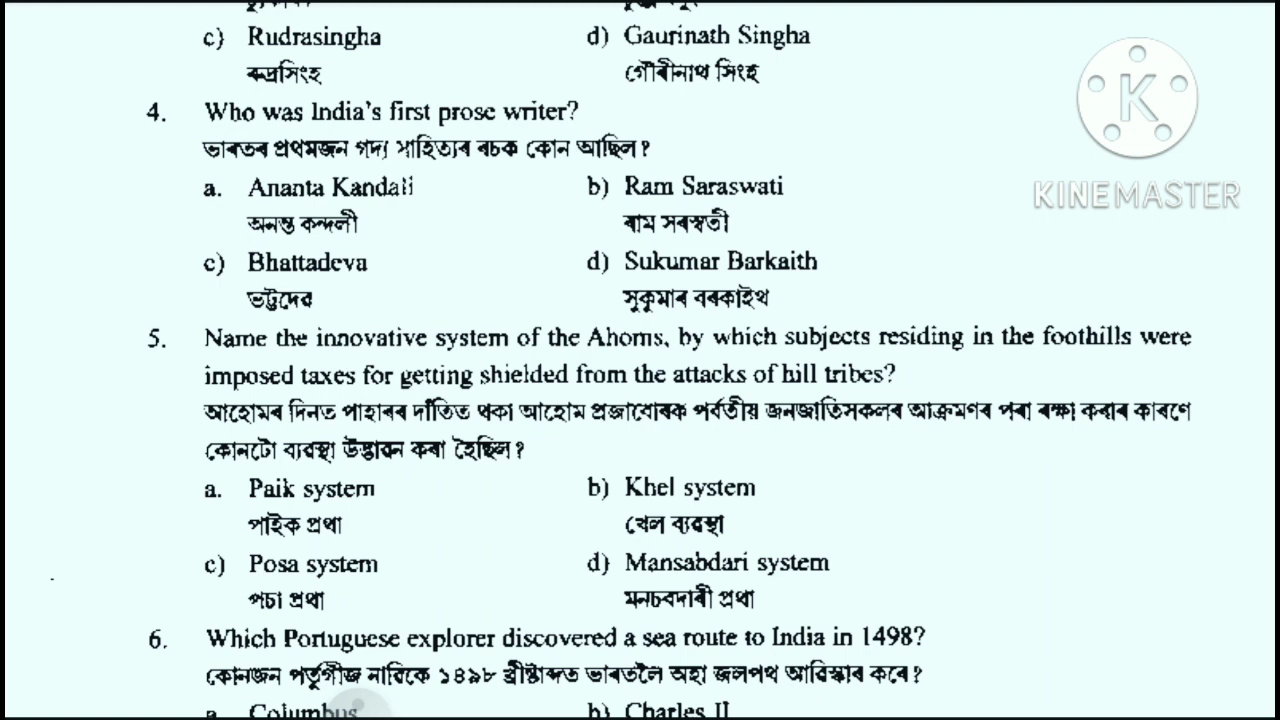 c) Rudrasingha d) Gaurinath Singha
ৰুদ্ৰসিংহ গৌৰীনাথ সিংহ
4. Who was India's first prose writer?
ভাৰতৰ প্ৰথমজন গদ্য সাহিত্যৰ ৰচক কোন আছিল?
a. Ananta Kandali b) Ram Saraswati
অনন্ত কন্দলী ৰাম সৰস্বতী
c) Bhattadeva d) Sukumar Barkaith
ভট্টদেৱ সুকুমাৰ বৰকাইথ
5. Name the innovative system of the Ahoms, by which subjects residing in the foothills were
imposed taxes for getting shielded from the attacks of hill tribes?
আহোমৰ দিনত পাহাৰৰ দাঁতিত থকা আহোম প্ৰজাবোৰক পৰ্বতীয় জনজাতিসকলৰ আক্ৰমণৰ পৰা ৰক্ষা কৰাৰ কাৰণে
কোনটো ব্যৱস্থা উদ্ভাৱন কৰা হৈছিল?
a. Paik system b) Khel system
পাইক প্ৰথা খেল ব্যৱস্থা
c) Posa system d) Mansabdari system
পচা প্ৰথা মনচবদাৰী প্ৰথা
6. Which Portuguese explorer discovered a sea route to India in 1498?
কোনজন পৰ্তুগীজ নাৱিকে ১৪৯৮ খ্ৰীষ্টাব্দত ভাৰতলৈ অহা জলপথ আৱিস্কাৰ কৰে?
a. Columbus b) Charles II
K
KINEMASTER